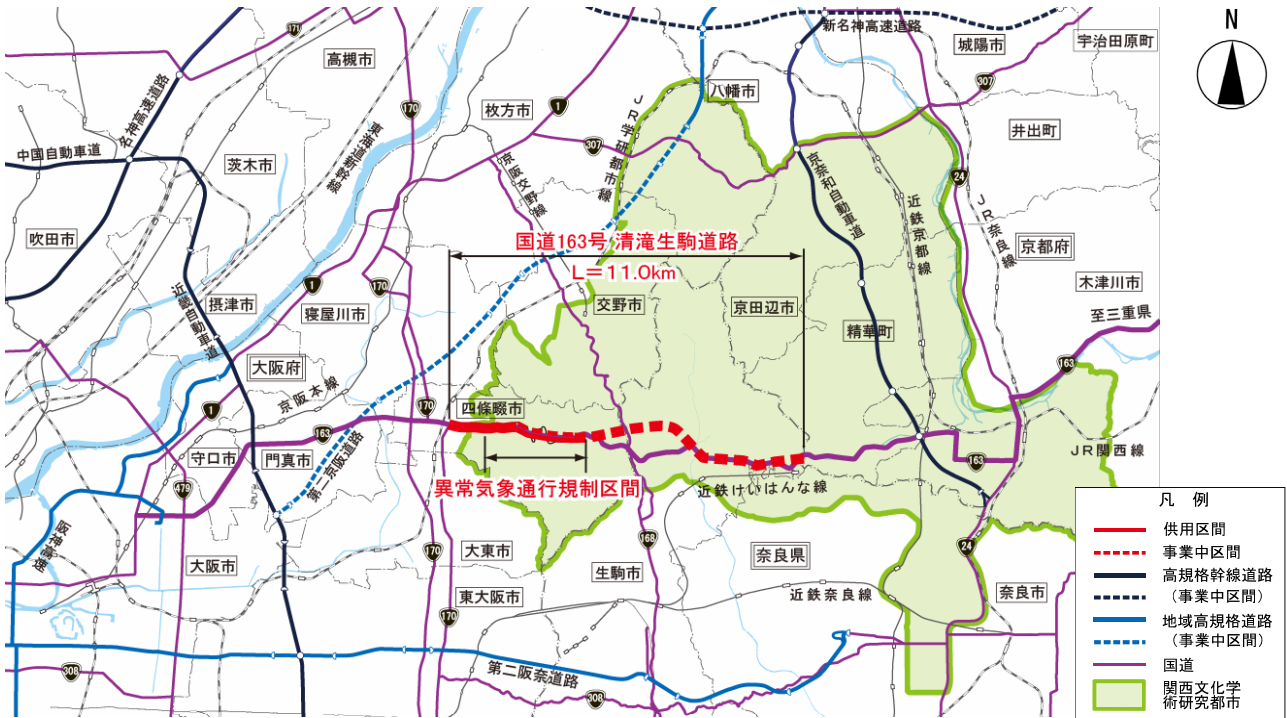 N
新名神高速道路
城陽市
宇治田原町
171
高槻市
名神高速道路
170
枚方市
1
八幡市
307
JR学研都市線
307
井出町
中国自動車道
茨木市
東海道新幹線
京阪交野線
京奈和自動車道
近鉄京都線
24
JR奈良線
吹田市
国道163号 清滝生駒道路
L=11.0km
京都府
木津川市
摂津市
近畿自動車道
1
寝屋川市
170
交野市
京田辺市
精華町
至三重県
大阪府
京阪本線
163
1
170
四條畷市
163
守口市
門真市
第二京阪道路
163
JR関西線
479
異常気象通行規制区間
近鉄けいはんな線
阪神高速
大阪市
170
大東市
168
生駒市
奈良県
24
東大阪市
170
近鉄奈良線
奈良市
308
第二阪奈道路
308
凡 例
供用区間
事業中区間
高規格幹線道路
(事業中区間)
地域高規格道路
(事業中区間)
国道
関西文化学
術研究都市